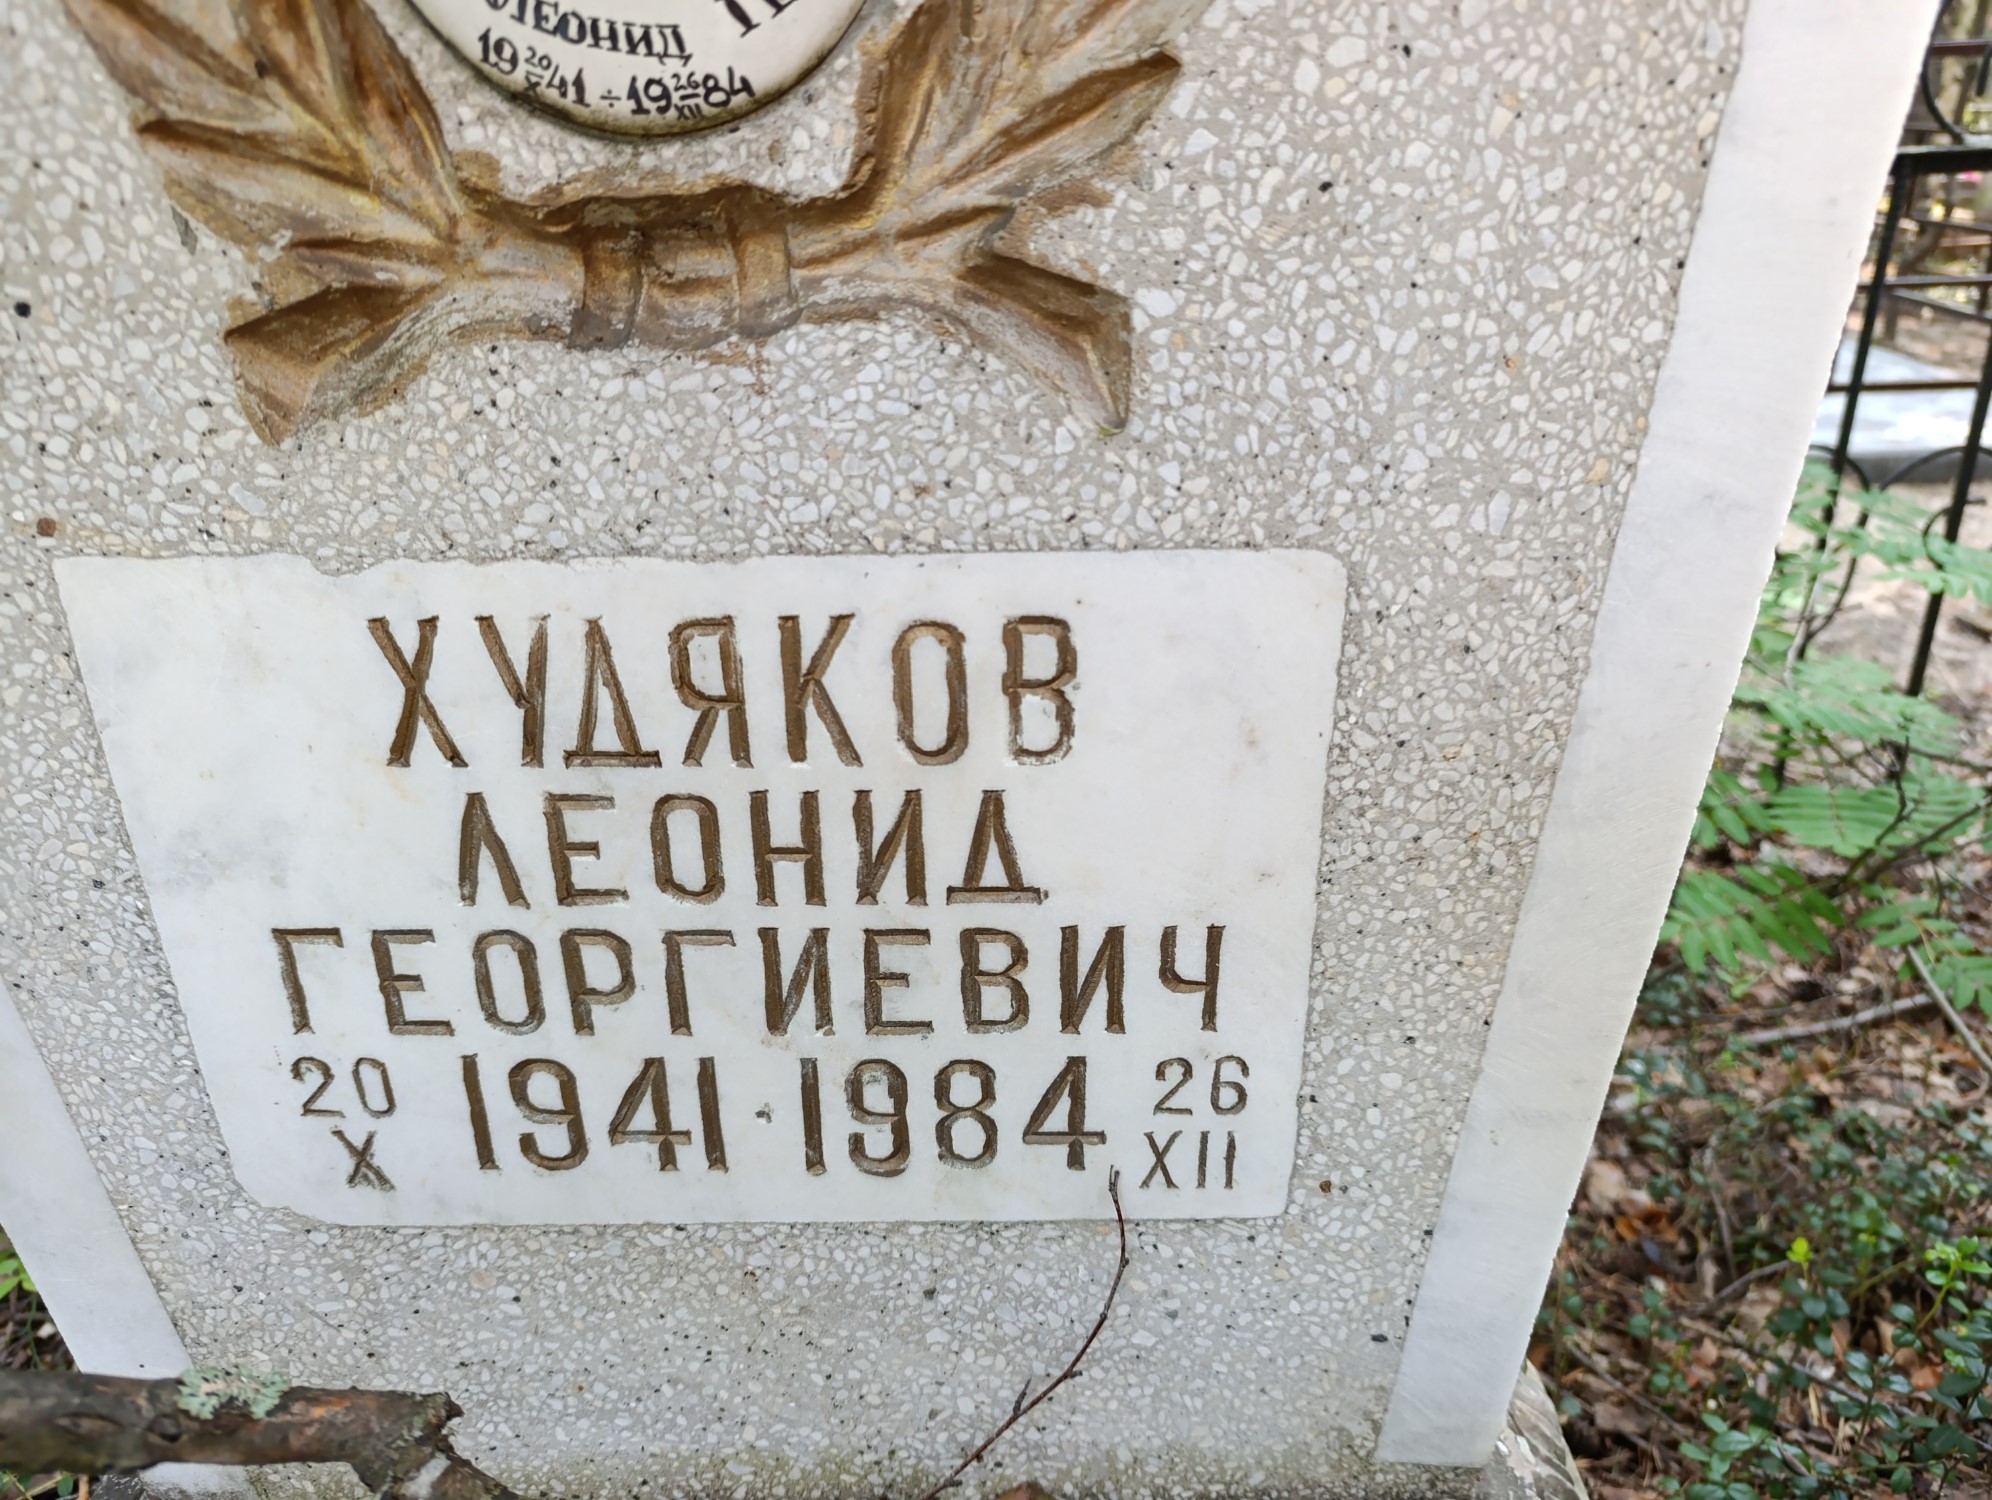 ЛЕОНИД
19 20/X 41 ÷ 19 26/XII 84
ХУДЯКОВ
ЛЕОНИД
ГЕОРГИЕВИЧ
20/X 1941 · 1984 26/XII